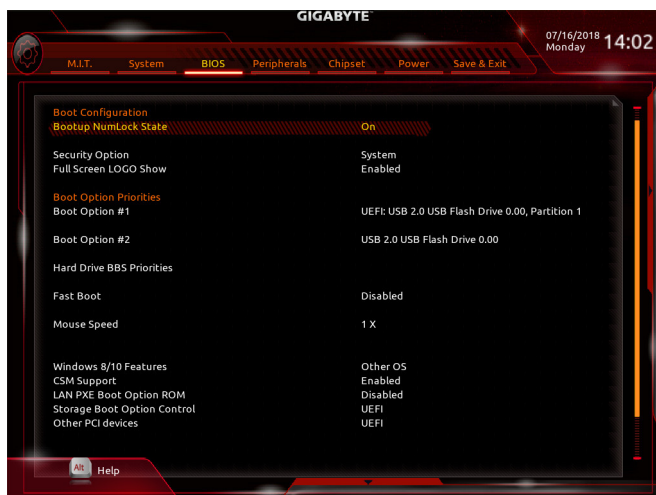 GIGABYTE
07/16/2018
Monday
14:02
M.I.T. System BIOS Peripherals Chipset Power Save & Exit
Boot Configuration
Bootup NumLock State On
Security Option System
Full Screen LOGO Show Enabled
Boot Option Priorities
Boot Option #1 UEFI: USB 2.0 USB Flash Drive 0.00, Partition 1
Boot Option #2 USB 2.0 USB Flash Drive 0.00
Hard Drive BBS Priorities
Fast Boot Disabled
Mouse Speed 1 X
Windows 8/10 Features Other OS
CSM Support Enabled
LAN PXE Boot Option ROM Disabled
Storage Boot Option Control UEFI
Other PCI devices UEFI
Alt Help